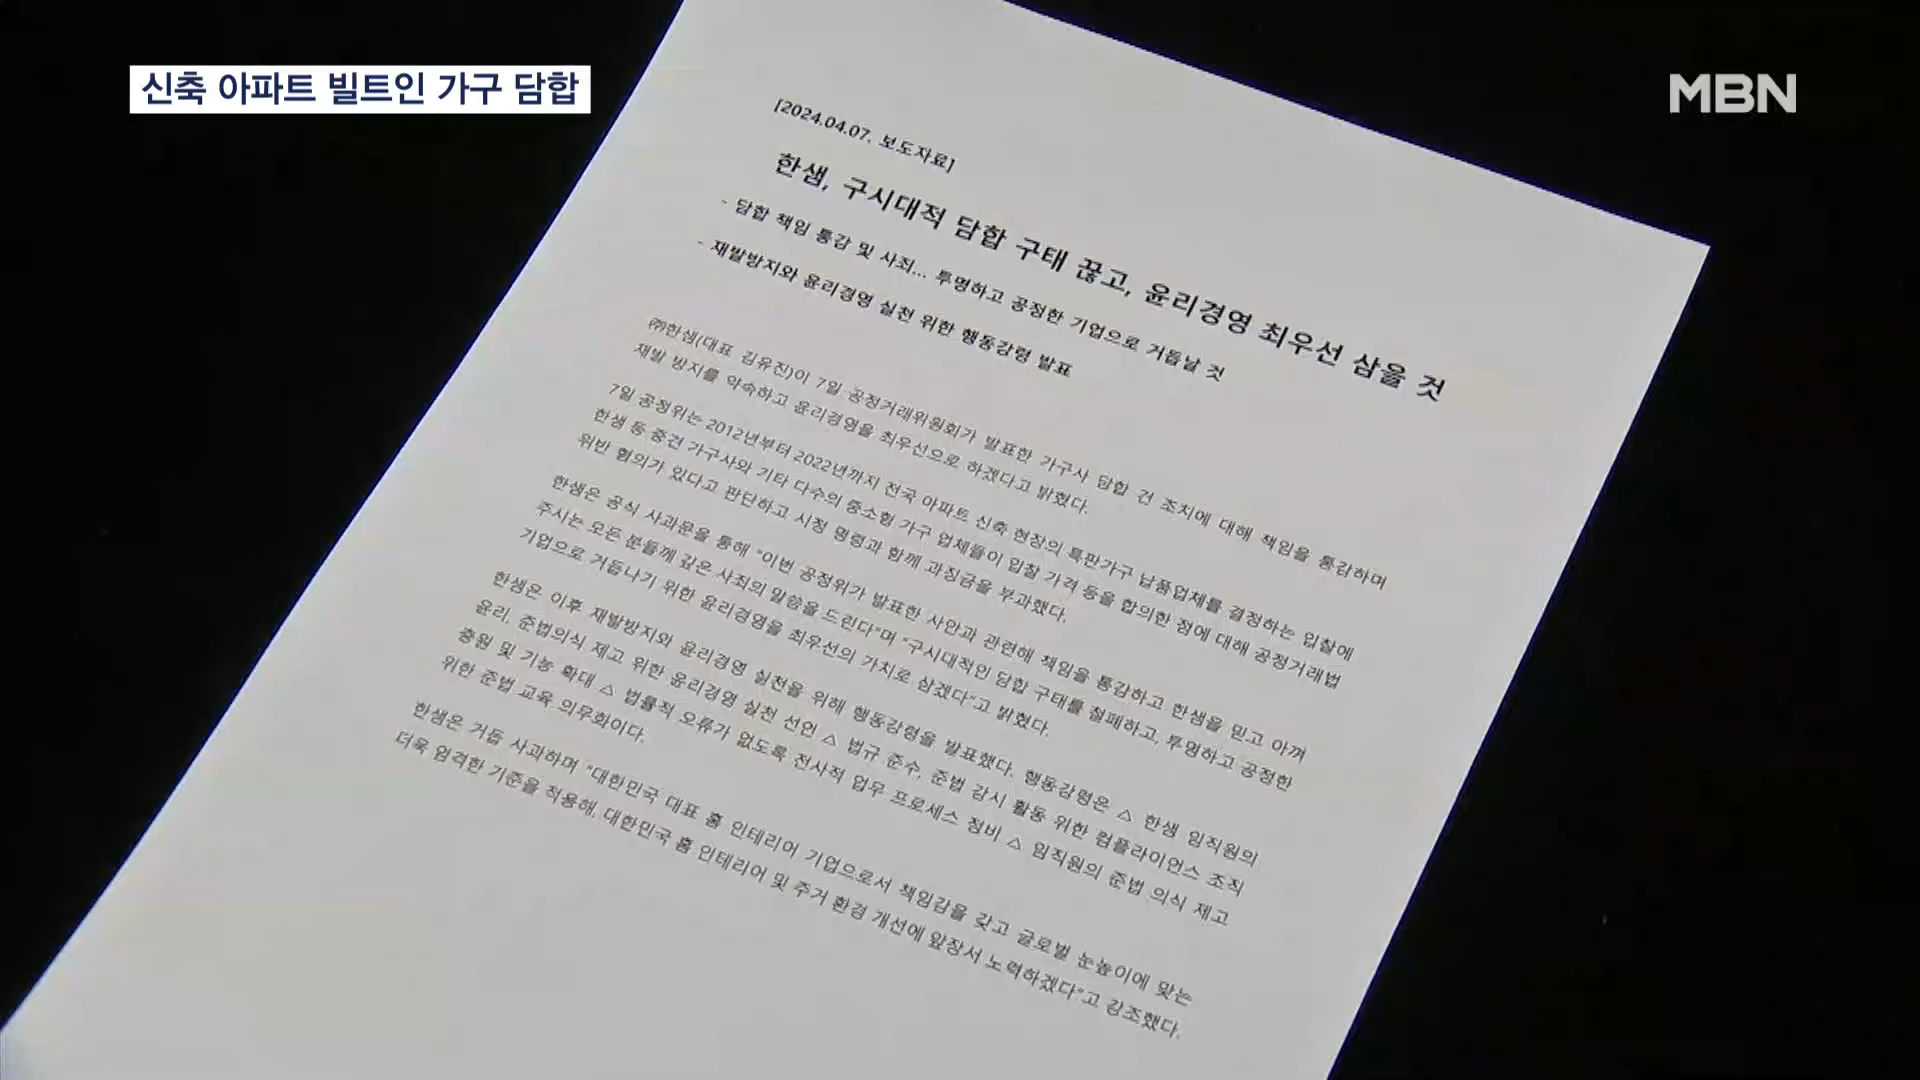 신축 아파트 빌트인 가구 담합
MBN
[2024.04.07. 보도자료]
한샘, 구시대적 담합 구태 끊고, 윤리경영 최우선 삼을 것
- 담합 책임 통감 및 사죄... 투명하고 공정한 기업으로 거듭날 것
- 재발방지와 윤리경영 실천 위한 행동강령 발표
㈜한샘(대표 김유진)이 7일 공정거래위원회가 발표한 가구사 담합 건 조치에 대해 책임을 통감하며
재발 방지를 약속하고 윤리경영을 최우선으로 하겠다고 밝혔다.
7일 공정위는 2012년부터 2022년까지 전국 아파트 신축 현장의 특판가구 납품업체를 결정하는 입찰에
한샘 등 중견 가구사와 기타 다수의 중소형 가구 업체들이 입찰 가격 등을 합의한 점에 대해 공정거래법
위반 혐의가 있다고 판단하고 시정 명령과 함께 과징금을 부과했다.
한샘은 공식 사과문을 통해 “이번 공정위가 발표한 사안과 관련해 책임을 통감하고 한샘을 믿고 아껴
주시는 모든 분들께 깊은 사죄의 말씀을 드린다”며 “구시대적인 담합 구태를 철폐하고, 투명하고 공정한
기업으로 거듭나기 위한 윤리경영을 최우선의 가치로 삼겠다”고 밝혔다.
한샘은 이후 재발방지와 윤리경영 실천을 위해 행동강령을 발표했다. 행동강령은 △ 한샘 임직원의
윤리, 준법의식 제고 위한 윤리경영 실천 선언 △ 법규 준수, 준법 감시 활동 위한 컴플라이언스 조직
충원 및 기능 확대 △ 법률적 오류가 없도록 전사적 업무 프로세스 정비 △ 임직원의 준법 의식 제고
위한 준법 교육 의무화이다.
한샘은 거듭 사과하며 “대한민국 대표 홈 인테리어 기업으로서 책임감을 갖고 글로벌 눈높이에 맞는
더욱 엄격한 기준을 적용해, 대한민국 홈 인테리어 및 주거 환경 개선에 앞장서 노력하겠다”고 강조했다.